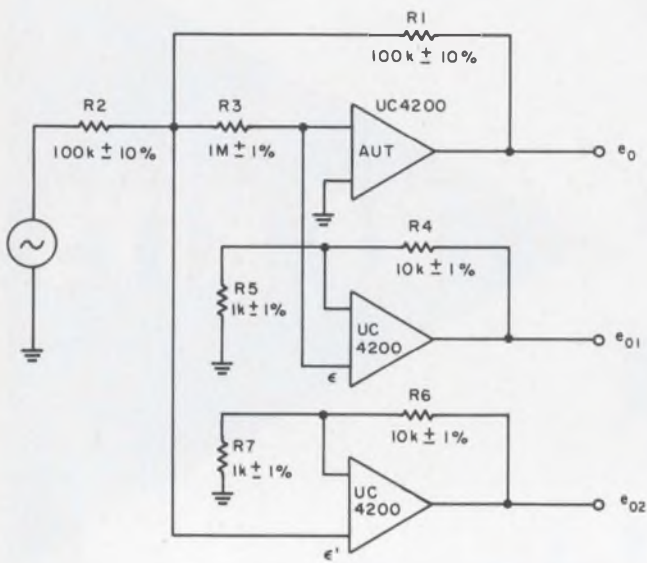 R1
100k ± 10%
R2
100k ± 10%
R3
1M ± 1%
UC4200
AUT
e0
R4
10k ± 1%
R5
1k ± 1%
UC
4200
ϵ
e01
R6
10k ± 1%
R7
1k ± 1%
UC
4200
ϵ'
e02